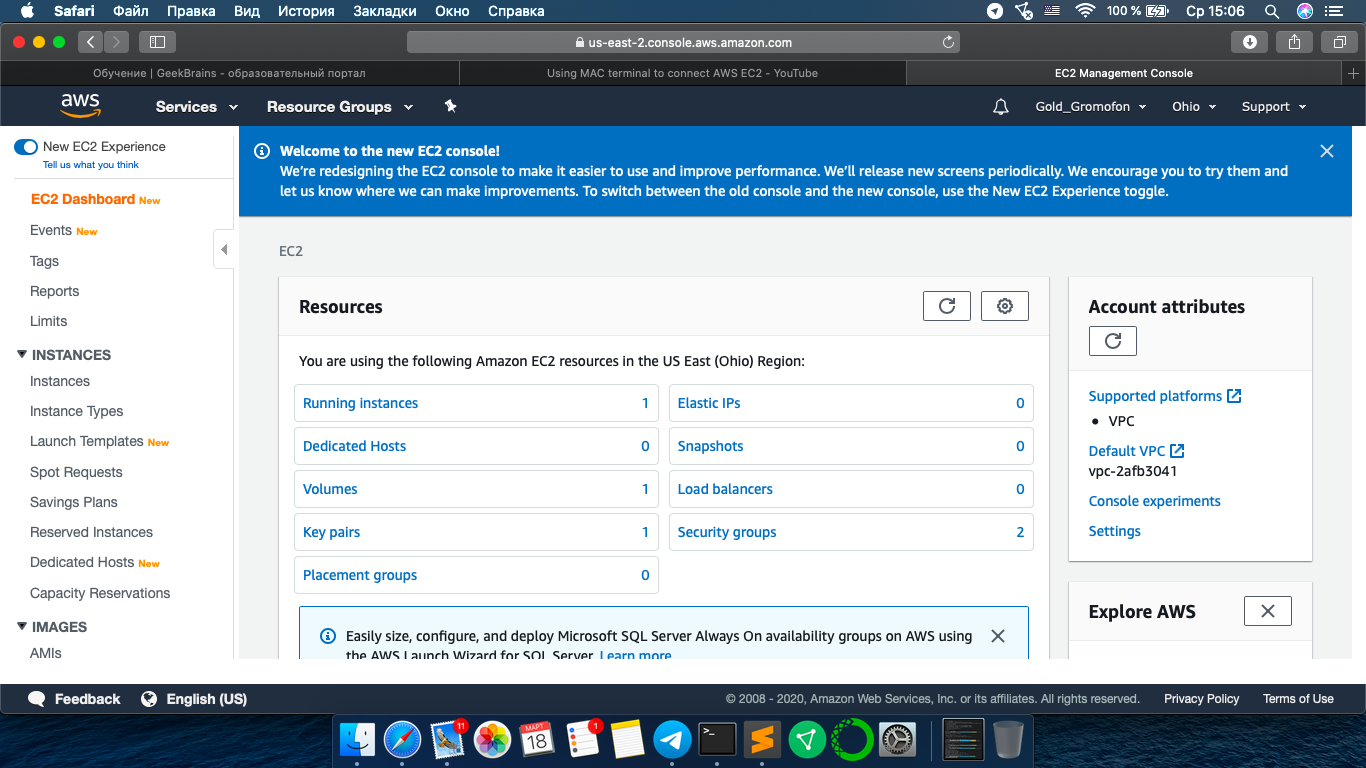 Safari Файл Правка Вид История Закладки Окно Справка 100 % Ср 15:06
us-east-2.console.aws.amazon.com
Обучение | GeekBrains - образовательный портал Using MAC terminal to connect AWS EC2 - YouTube EC2 Management Console
aws Services Resource Groups Gold_Gromofon Ohio Support
New EC2 Experience
Tell us what you think
EC2 Dashboard New
Events New
Tags
Reports
Limits
INSTANCES
Instances
Instance Types
Launch Templates New
Spot Requests
Savings Plans
Reserved Instances
Dedicated Hosts New
Capacity Reservations
IMAGES
AMIs
Welcome to the new EC2 console!
We're redesigning the EC2 console to make it easier to use and improve performance. We'll release new screens periodically. We encourage you to try them and
let us know where we can make improvements. To switch between the old console and the new console, use the New EC2 Experience toggle.
EC2
Resources
You are using the following Amazon EC2 resources in the US East (Ohio) Region:
Running instances 1 Elastic IPs 0
Dedicated Hosts 0 Snapshots 0
Volumes 1 Load balancers 0
Key pairs 1 Security groups 2
Placement groups 0
Easily size, configure, and deploy Microsoft SQL Server Always On availability groups on AWS using
the AWS Launch Wizard for SQL Server. Learn more
Account attributes
Supported platforms
VPC
Default VPC
vpc-2afb3041
Console experiments
Settings
Explore AWS
Feedback English (US) © 2008 - 2020, Amazon Web Services, Inc. or its affiliates. All rights reserved. Privacy Policy Terms of Use
11 МАРТ 18 1